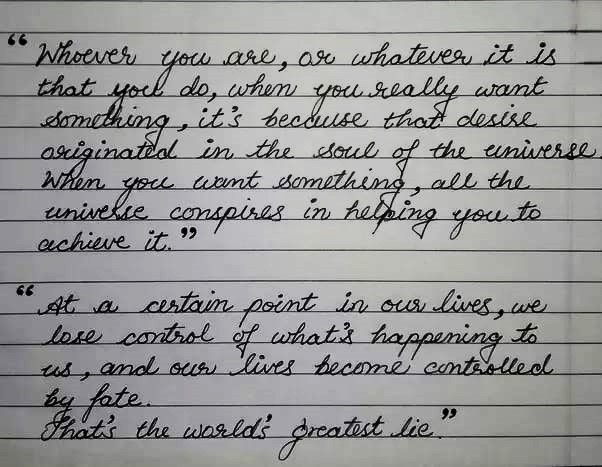 “Whoever you are, or whatever it is
that you do, when you really want
something, it's because that desire
originated in the soul of the universe.
When you want something, all the
universe conspires in helping you to
achieve it.”
“At a certain point in our lives, we
lose control of what's happening to
us, and our lives become controlled
by fate.
That's the world's greatest lie.”